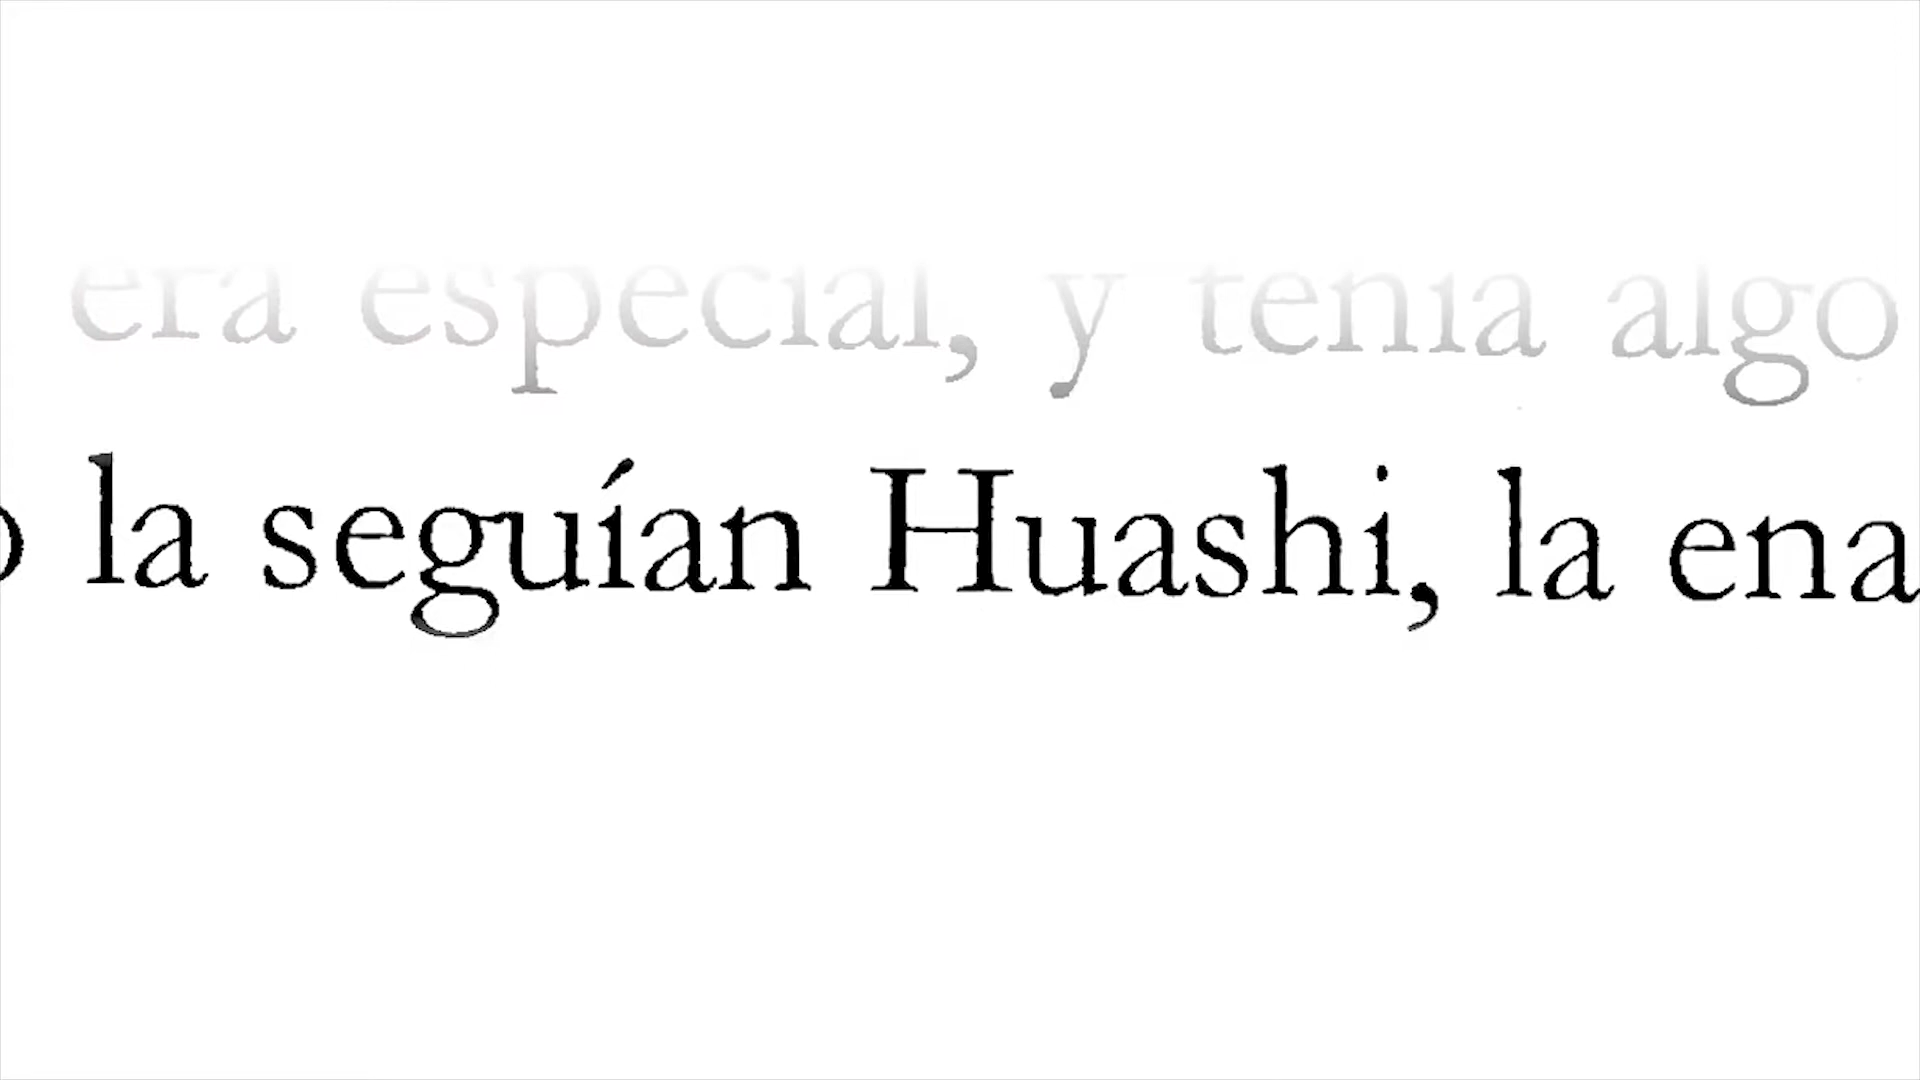 era especial, y tenía algo
la seguían Huashi, la ena